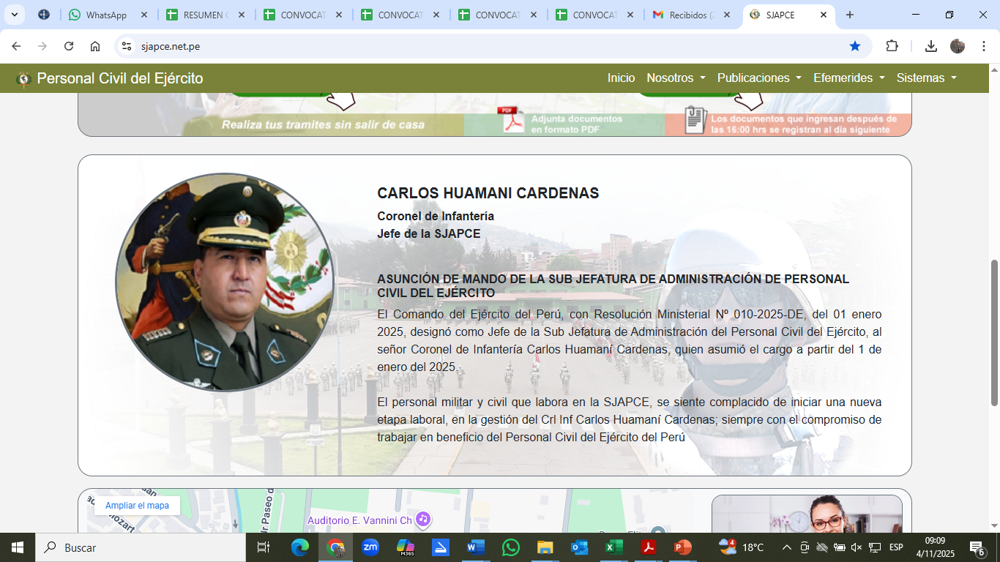 WhatsApp
RESUMEN
CONVOCAT
CONVOCAT
CONVOCAT
CONVOCAT
Recibidos
SJAPCE
sjapce.net.pe
Personal Civil del Ejército
Inicio
Nosotros
Publicaciones
Efemerides
Sistemas
Realiza tus tramites sin salir de casa
PDF
Adjunta documentos
en formato PDF
Los documentos que ingresan después de
las 16:00 hrs se registran al día siguiente
CARLOS HUAMANI CARDENAS
Coronel de Infantería
Jefe de la SJAPCE
ASUNCIÓN DE MANDO DE LA SUB JEFATURA DE ADMINISTRACIÓN DE PERSONAL
CIVIL DEL EJÉRCITO
El Comando del Ejército del Perú, con Resolución Ministerial Nº 010-2025-DE, del 01 enero
2025, designó como Jefe de la Sub Jefatura de Administración del Personal Civil del Ejército, al
señor Coronel de Infantería Carlos Huamaní Cardenas, quien asumió el cargo a partir del 1 de
enero del 2025.
El personal militar y civil que labora en la SJAPCE, se siente complacido de iniciar una nueva
etapa laboral, en la gestión del Crl Inf Carlos Huamaní Cardenas; siempre con el compromiso de
trabajar en beneficio del Personal Civil del Ejército del Perú
Ampliar el mapa
mozart
Jr Paseo d
Auditorio E. Vannini Ch
Buscar
zm
M365
4
18°C
ESP
09:09
4/11/2025
6